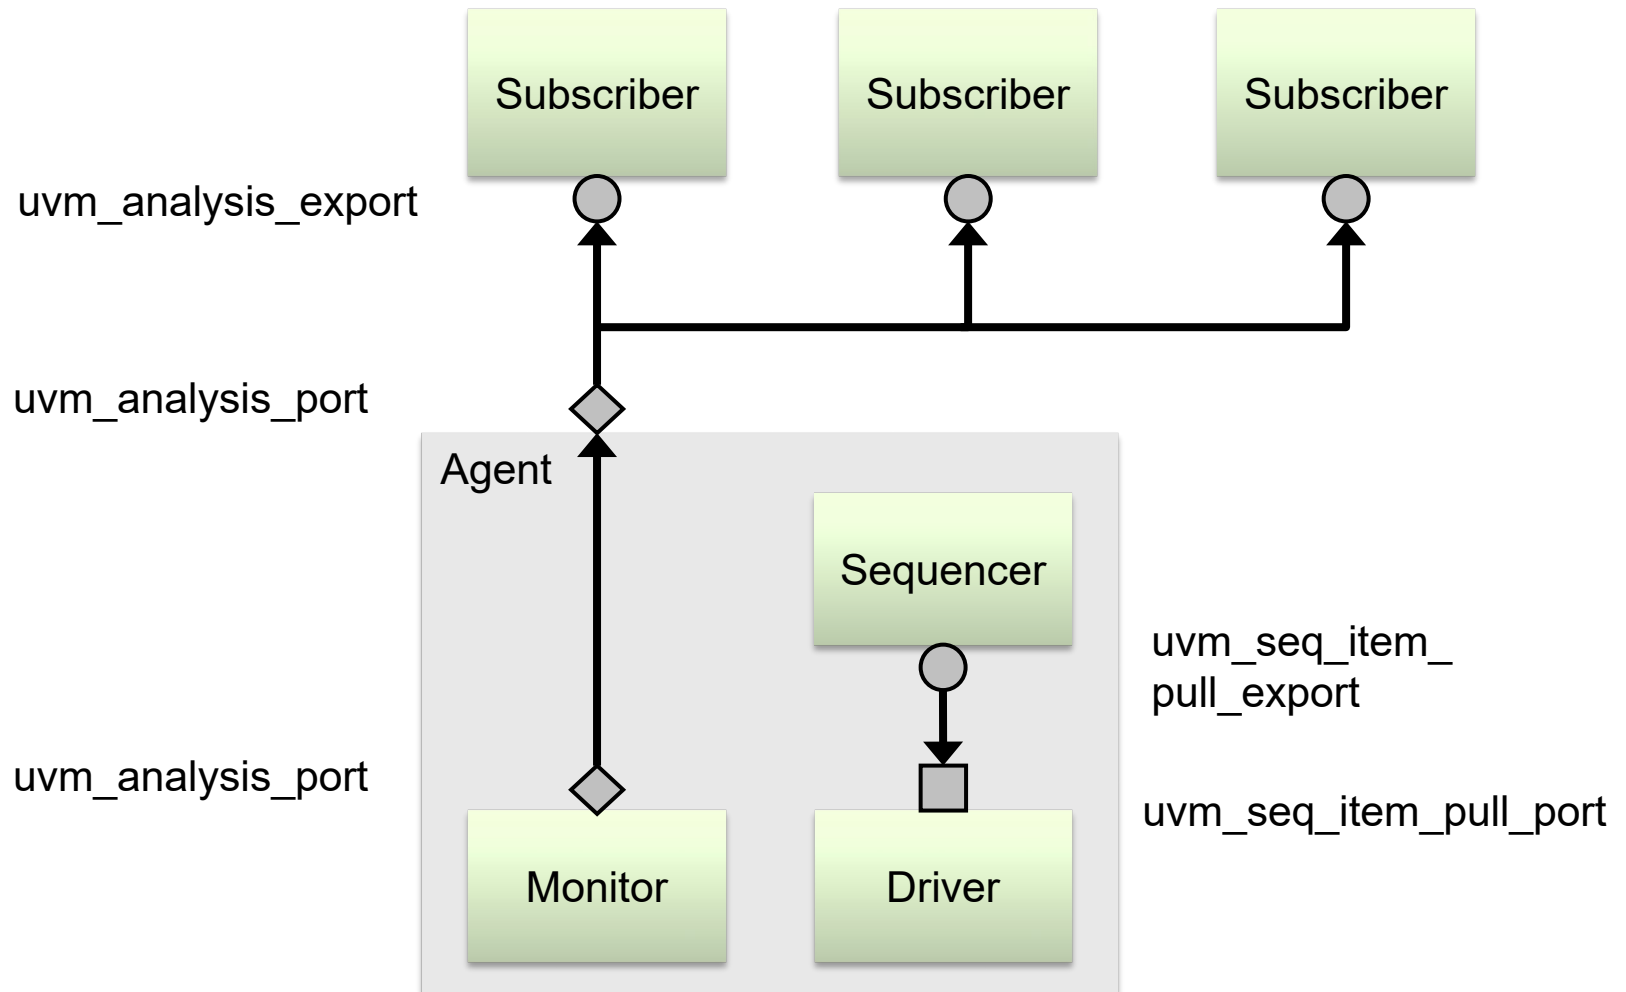 Subscriber
Subscriber
Subscriber
uvm_analysis_export
uvm_analysis_port
Agent
Sequencer
uvm_seq_item_
pull_export
uvm_analysis_port
uvm_seq_item_pull_port
Monitor
Driver